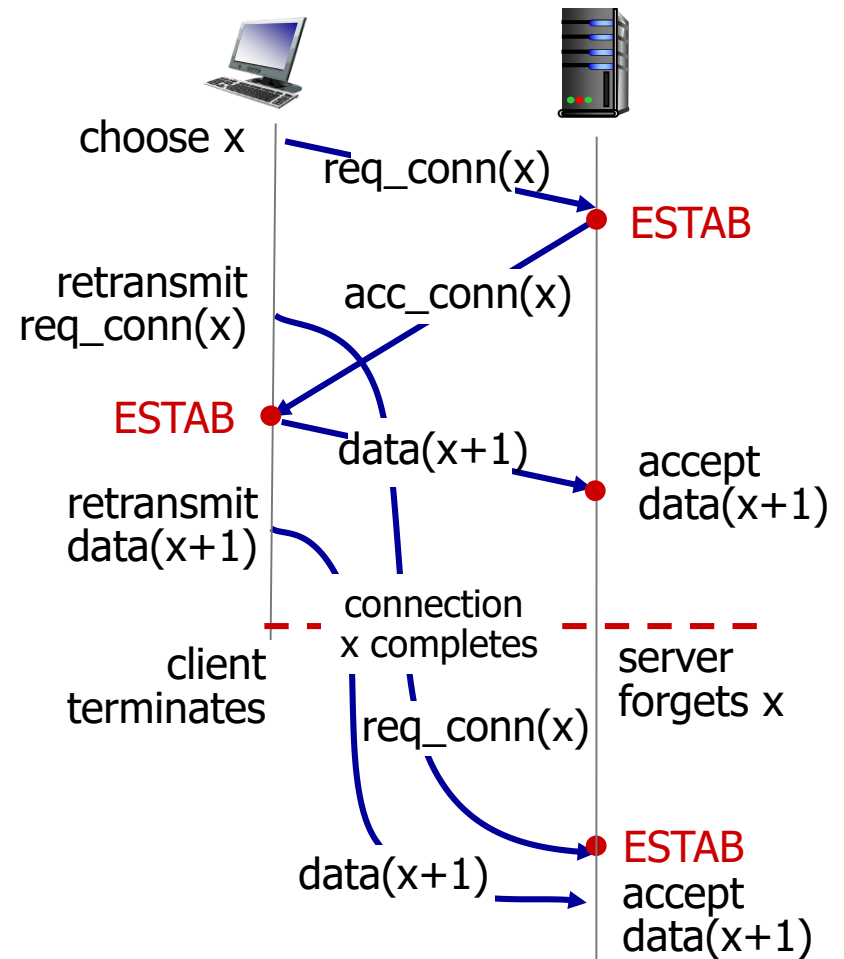 choose x
req_conn(x)
ESTAB
retransmit
req_conn(x)
acc_conn(x)
ESTAB
data(x+1)
accept
data(x+1)
retransmit
data(x+1)
connection
x completes
client
terminates
server
forgets x
req_conn(x)
ESTAB
data(x+1)
accept
data(x+1)